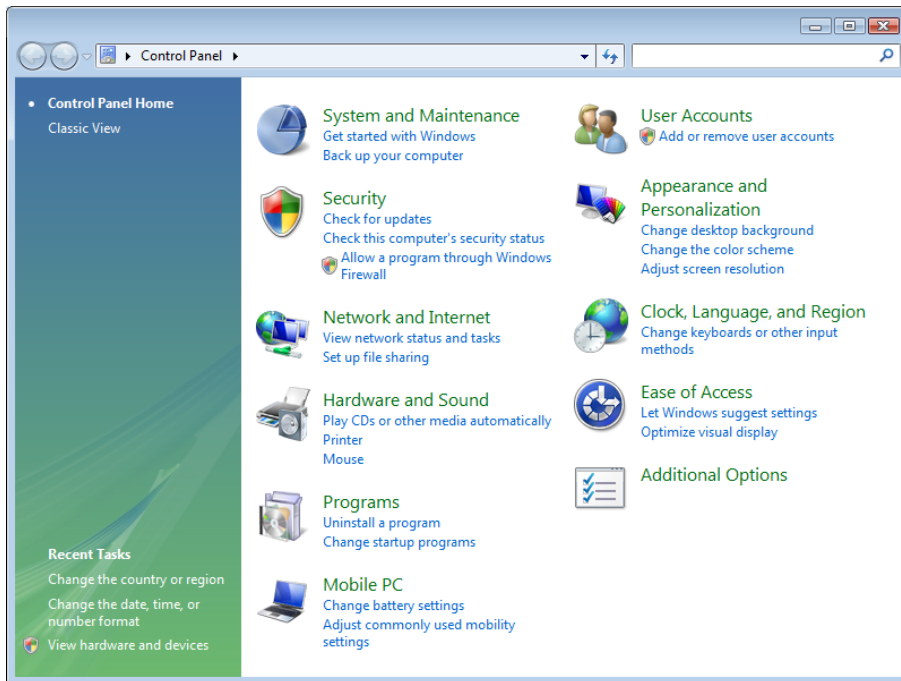 Control Panel
Control Panel Home
Classic View
Recent Tasks
Change the country or region
Change the date, time, or
number format
View hardware and devices
System and Maintenance
Get started with Windows
Back up your computer
Security
Check for updates
Check this computer's security status
Allow a program through Windows
Firewall
Network and Internet
View network status and tasks
Set up file sharing
Hardware and Sound
Play CDs or other media automatically
Printer
Mouse
Programs
Uninstall a program
Change startup programs
Mobile PC
Change battery settings
Adjust commonly used mobility
settings
User Accounts
Add or remove user accounts
Appearance and
Personalization
Change desktop background
Change the color scheme
Adjust screen resolution
Clock, Language, and Region
Change keyboards or other input
methods
Ease of Access
Let Windows suggest settings
Optimize visual display
Additional Options